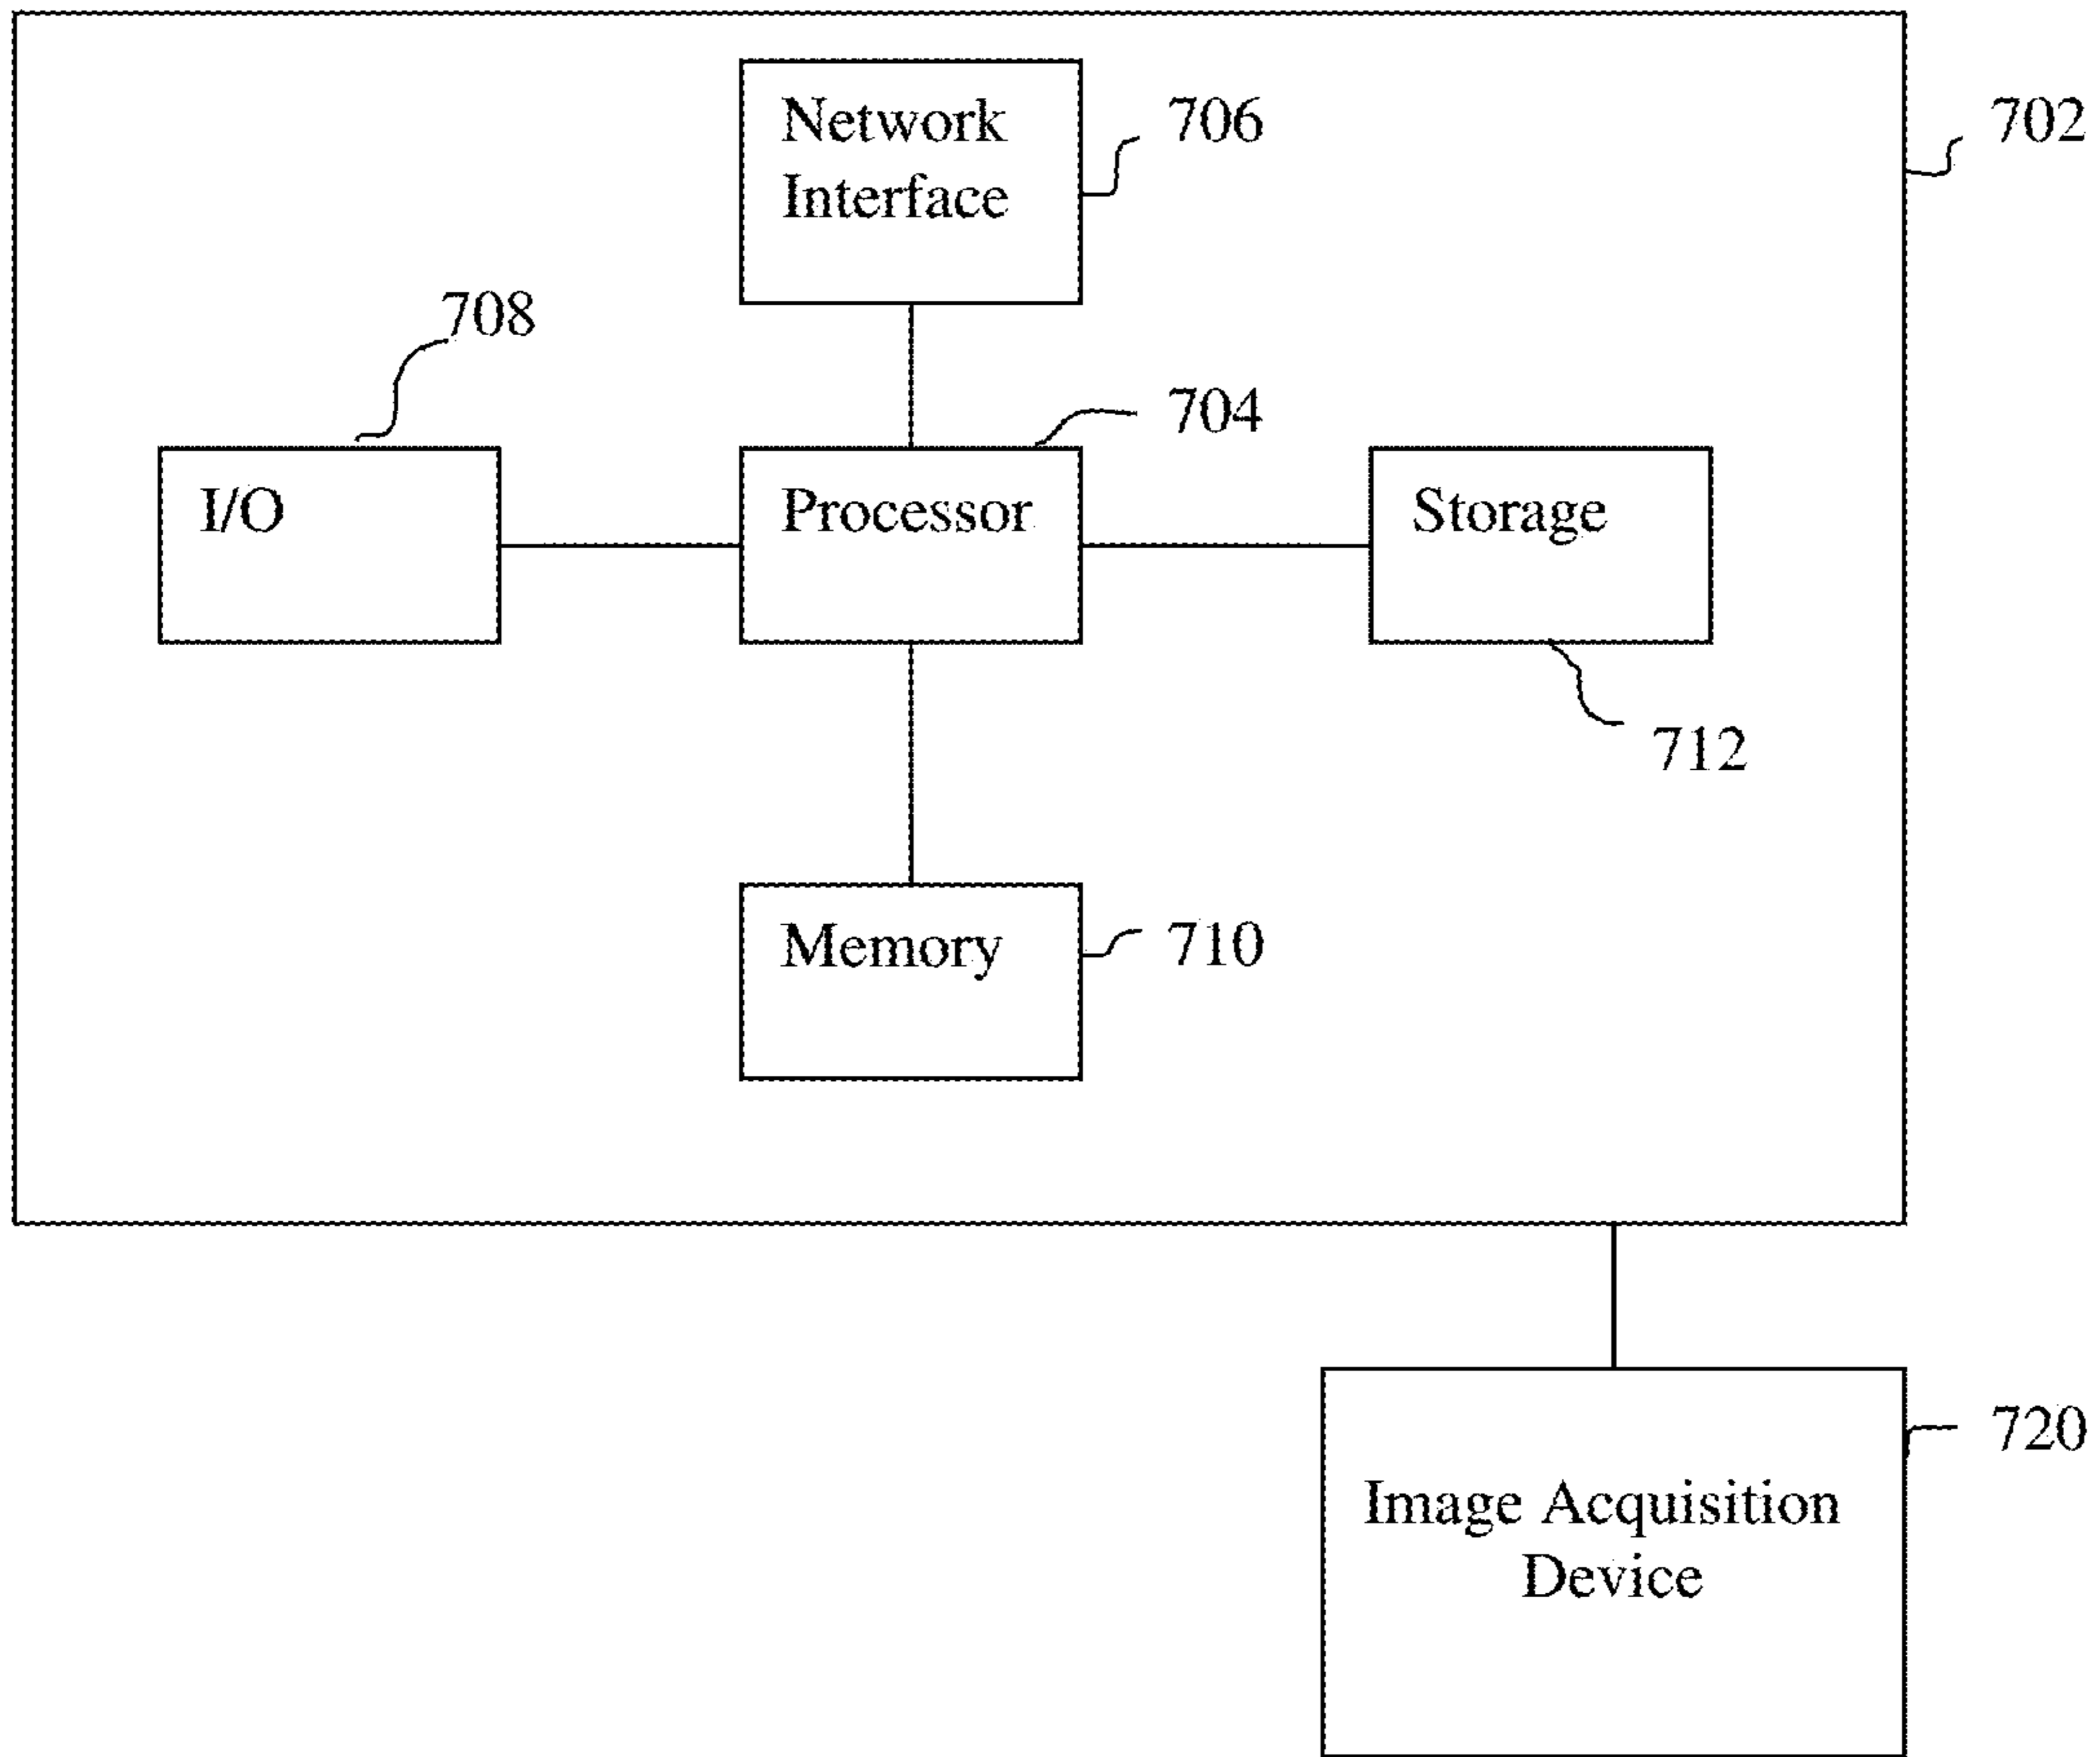 Network
Interface
706
702
708
704
I/O
Processor
Storage
712
Memory
710
720
Image Acquisition
Device